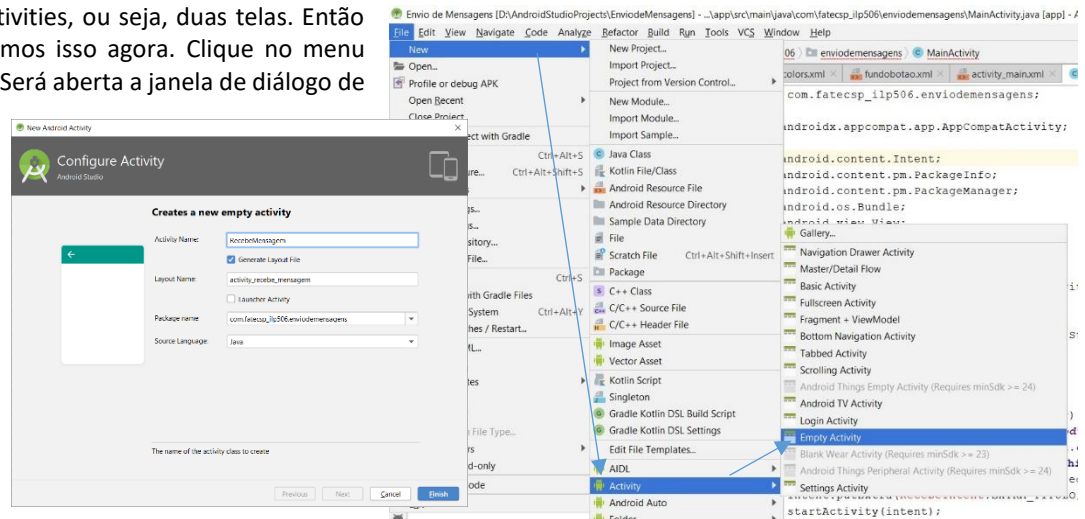 tivities, ou seja, duas telas. Então
mos isso agora. Clique no menu
Será aberta a janela de diálogo de
New Android Activity
Configure Activity
Android Studio
Creates a new empty activity
Activity Name:
RecebeMensagem
Generate Layout File
Layout Name:
activity_recebe_mensagem
Launcher Activity
Package name
com.fatecsp_ilp506.enviodemensagens
Source Language:
Java
The name of the activity class to create
Previous Next Cancel Finish
Envio de Mensagens [D:\AndroidStudioProjects\EnviodeMensagens] - ...\app\src\main\java\com\fatecsp_ilp506\enviodemensagens\MainActivity.java [app] - A
File Edit View Navigate Code Analyze Refactor Build Run Tools VCS Window Help
06 enviodemensagens MainActivity
colors.xml fundobotao.xml activity_main.xml
New
Open...
Profile or debug APK
Open Recent
Close Project
ect with Gradle
Ctrl+Alt+S
ure... Ctrl+Alt+Shift+S
s
gs...
s...
sitory...
File...
Ctrl+S
with Gradle Files
System Ctrl+Alt+Y
hes / Restart...
ML...
tes
File Type...
rs
d-only
ode
New Project...
Import Project...
Project from Version Control...
New Module...
Import Module...
Import Sample...
Java Class
Kotlin File/Class
Android Resource File
Android Resource Directory
Sample Data Directory
File
Scratch File Ctrl+Alt+Shift+Insert
Package
C++ Class
C/C++ Source File
C/C++ Header File
Image Asset
Vector Asset
Kotlin Script
Singleton
Gradle Kotlin DSL Build Script
Gradle Kotlin DSL Settings
Edit File Templates...
AIDL
Activity
Android Auto
Folder
com.fatecsp_ilp506.enviodemensagens;
androidx.appcompat.app.AppCompatActivity;
android.content.Intent;
android.content.pm.PackageInfo;
android.content.pm.PackageManager;
android.os.Bundle;
android.view.View;
Gallery...
Navigation Drawer Activity
Master/Detail Flow
Basic Activity
Fullscreen Activity
Fragment + ViewModel
Bottom Navigation Activity
Tabbed Activity
Scrolling Activity
Android Things Empty Activity (Requires minSdk >= 24)
Android TV Activity
Login Activity
Empty Activity
Blank Wear Activity (Requires minSdk >= 23)
Android Things Peripheral Activity (Requires minSdk >= 24)
Settings Activity
startActivity(intent);